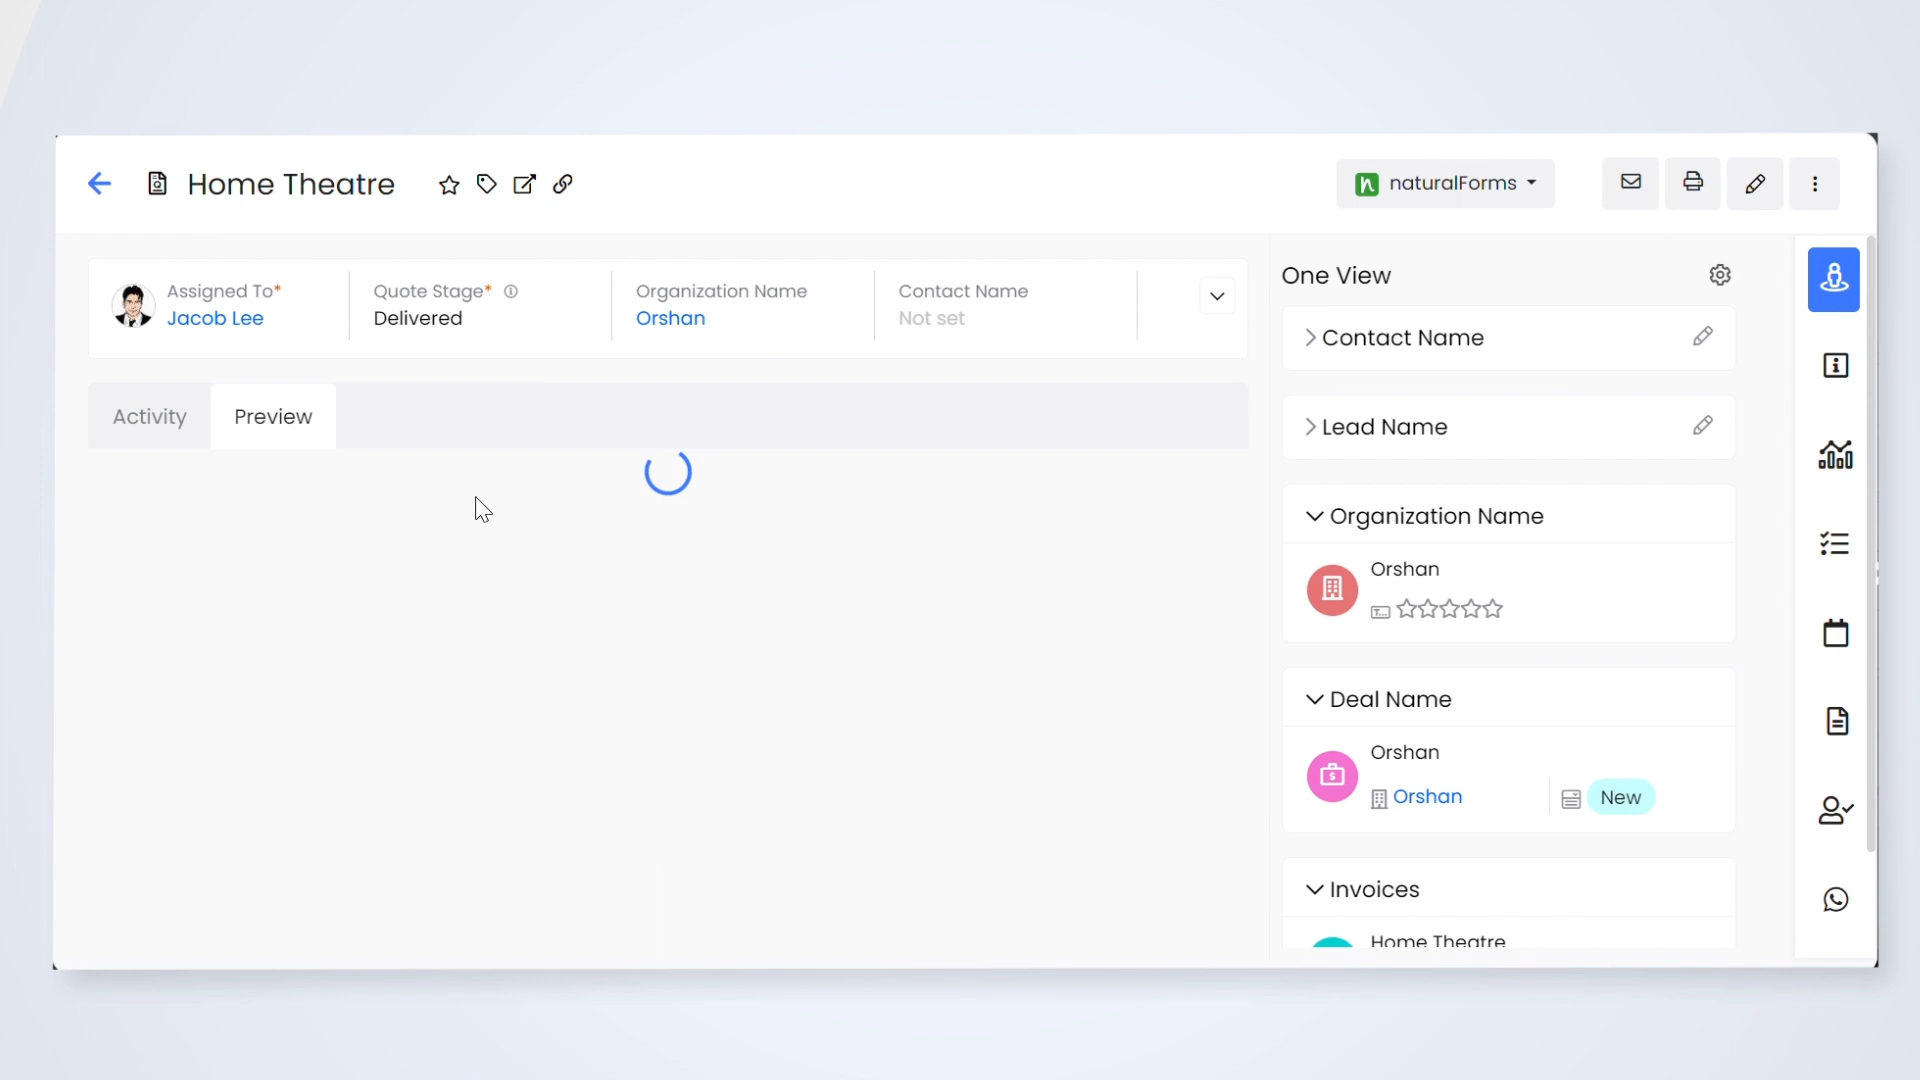 Home Theatre
naturalForms
Assigned To*
Jacob Lee
Quote Stage*
Delivered
Organization Name
Orshan
Contact Name
Not set
Activity
Preview
One View
Contact Name
Lead Name
Organization Name
Orshan
T...
Deal Name
Orshan
Orshan
New
Invoices
Home Theatre